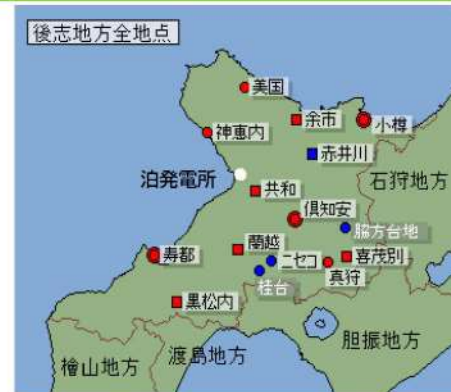 後志地方全地点
美国
余市
小樽
神恵内
赤井川
泊発電所
共和
石狩地方
倶知安
脇方台地
寿都
蘭越
ニセコ
喜茂別
桂台
真狩
黒松内
胆振地方
檜山地方
渡島地方